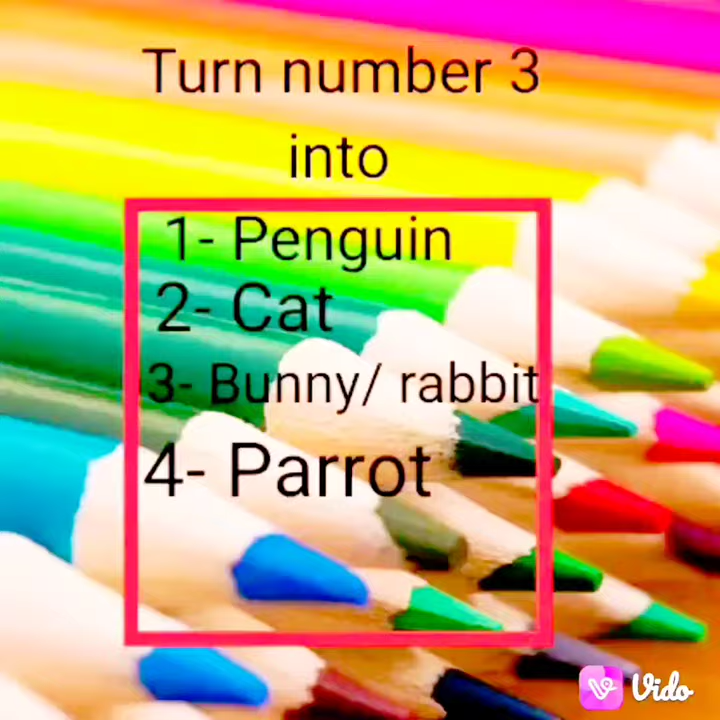 Turn number 3
into
1- Penguin
2- Cat
3- Bunny/ rabbit
4- Parrot
Vido